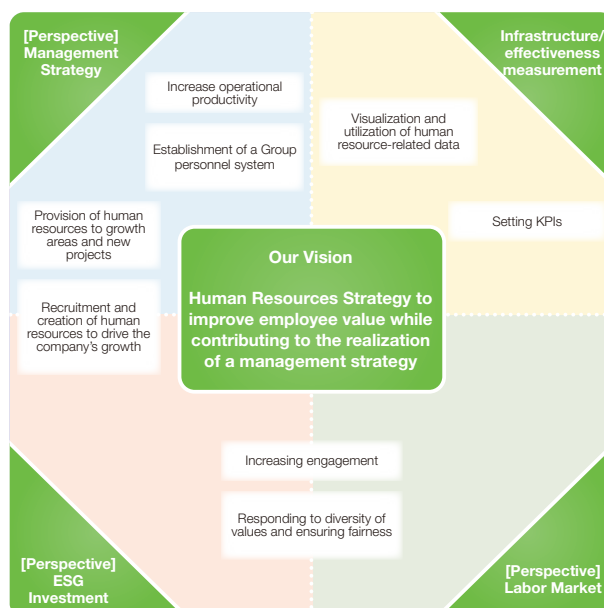 [Perspective]
Management
Strategy
Infrastructure/
effectiveness
measurement
Increase operational
productivity
Establishment of a Group
personnel system
Visualization and
utilization of human
resource-related data
Provision of human
resources to growth
areas and new
projects
Setting KPIs
Recruitment and
creation of human
resources to drive the
company's growth
Our Vision
Human Resources Strategy to
improve employee value while
contributing to the realization
of a management strategy
Increasing engagement
Responding to diversity of
values and ensuring fairness
[Perspective]
ESG
Investment
[Perspective]
Labor Market